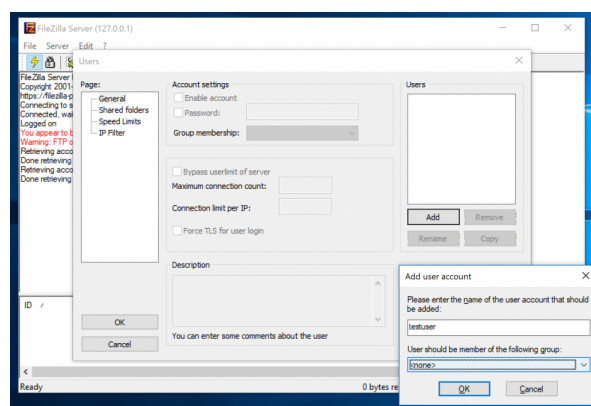 FileZilla Server (127.0.0.1)
File Server Edit ?
Users
FileZilla Server
Copyright 2001-
https://filezilla-p
Connecting to s
Connected, wai
Logged on
You appear to b
Warning: FTP o
Retrieving acco
Done retrieving
Retrieving acco
Done retrieving
Page:
General
Shared folders
Speed Limits
IP Filter
OK
Cancel
Account settings
Enable account
Password:
Group membership:
Bypass userlimit of server
Maximum connection count:
Connection limit per IP:
Force TLS for user login
Description
You can enter some comments about the user
Users
Add Remove
Rename Copy
Add user account
Please enter the name of the user account that should
be added:
testuser
User should be member of the following group:
<none>
OK Cancel
ID /
Ready 0 bytes re